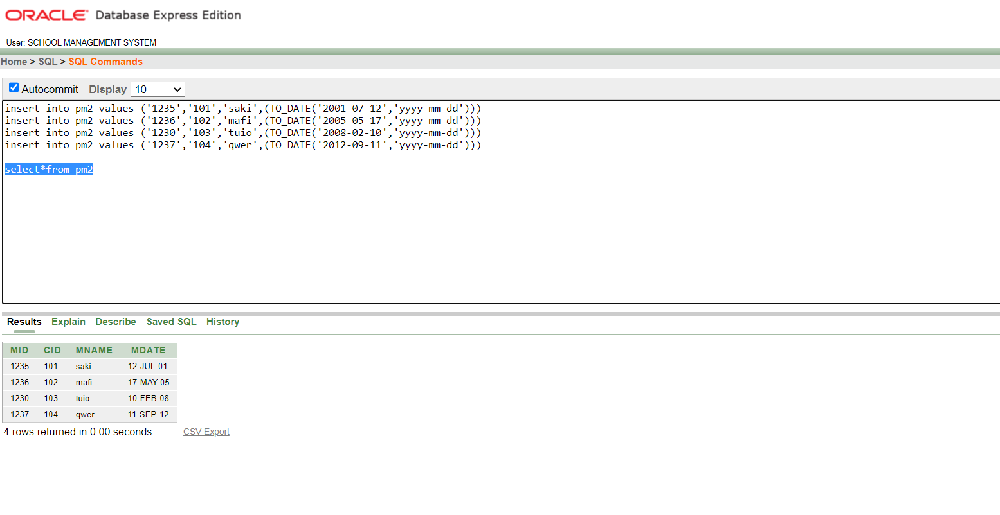 ORACLE Database Express Edition
User: SCHOOL MANAGEMENT SYSTEM
Home > SQL > SQL Commands
Autocommit Display 10
insert into pm2 values ('1235','101','saki',(TO_DATE('2001-07-12','yyyy-mm-dd')))
insert into pm2 values ('1236','102','mafi',(TO_DATE('2005-05-17','yyyy-mm-dd')))
insert into pm2 values ('1230','103','tuio',(TO_DATE('2008-02-10','yyyy-mm-dd')))
insert into pm2 values ('1237','104','qwer',(TO_DATE('2012-09-11','yyyy-mm-dd')))
select*from pm2
Results Explain Describe Saved SQL History
MID CID MNAME MDATE
1235 101 saki 12-JUL-01
1236 102 mafi 17-MAY-05
1230 103 tuio 10-FEB-08
1237 104 qwer 11-SEP-12
4 rows returned in 0.00 seconds CSV Export